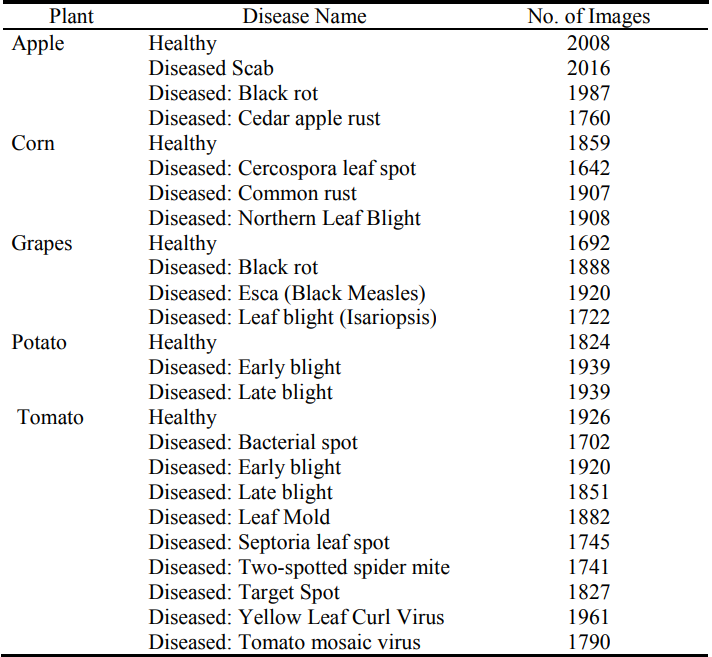 Plant Disease Name No. of Images
Apple Healthy 2008
Diseased Scab 2016
Diseased: Black rot 1987
Diseased: Cedar apple rust 1760
Corn Healthy 1859
Diseased: Cercospora leaf spot 1642
Diseased: Common rust 1907
Diseased: Northern Leaf Blight 1908
Grapes Healthy 1692
Diseased: Black rot 1888
Diseased: Esca (Black Measles) 1920
Diseased: Leaf blight (Isariopsis) 1722
Potato Healthy 1824
Diseased: Early blight 1939
Diseased: Late blight 1939
Tomato Healthy 1926
Diseased: Bacterial spot 1702
Diseased: Early blight 1920
Diseased: Late blight 1851
Diseased: Leaf Mold 1882
Diseased: Septoria leaf spot 1745
Diseased: Two-spotted spider mite 1741
Diseased: Target Spot 1827
Diseased: Yellow Leaf Curl Virus 1961
Diseased: Tomato mosaic virus 1790